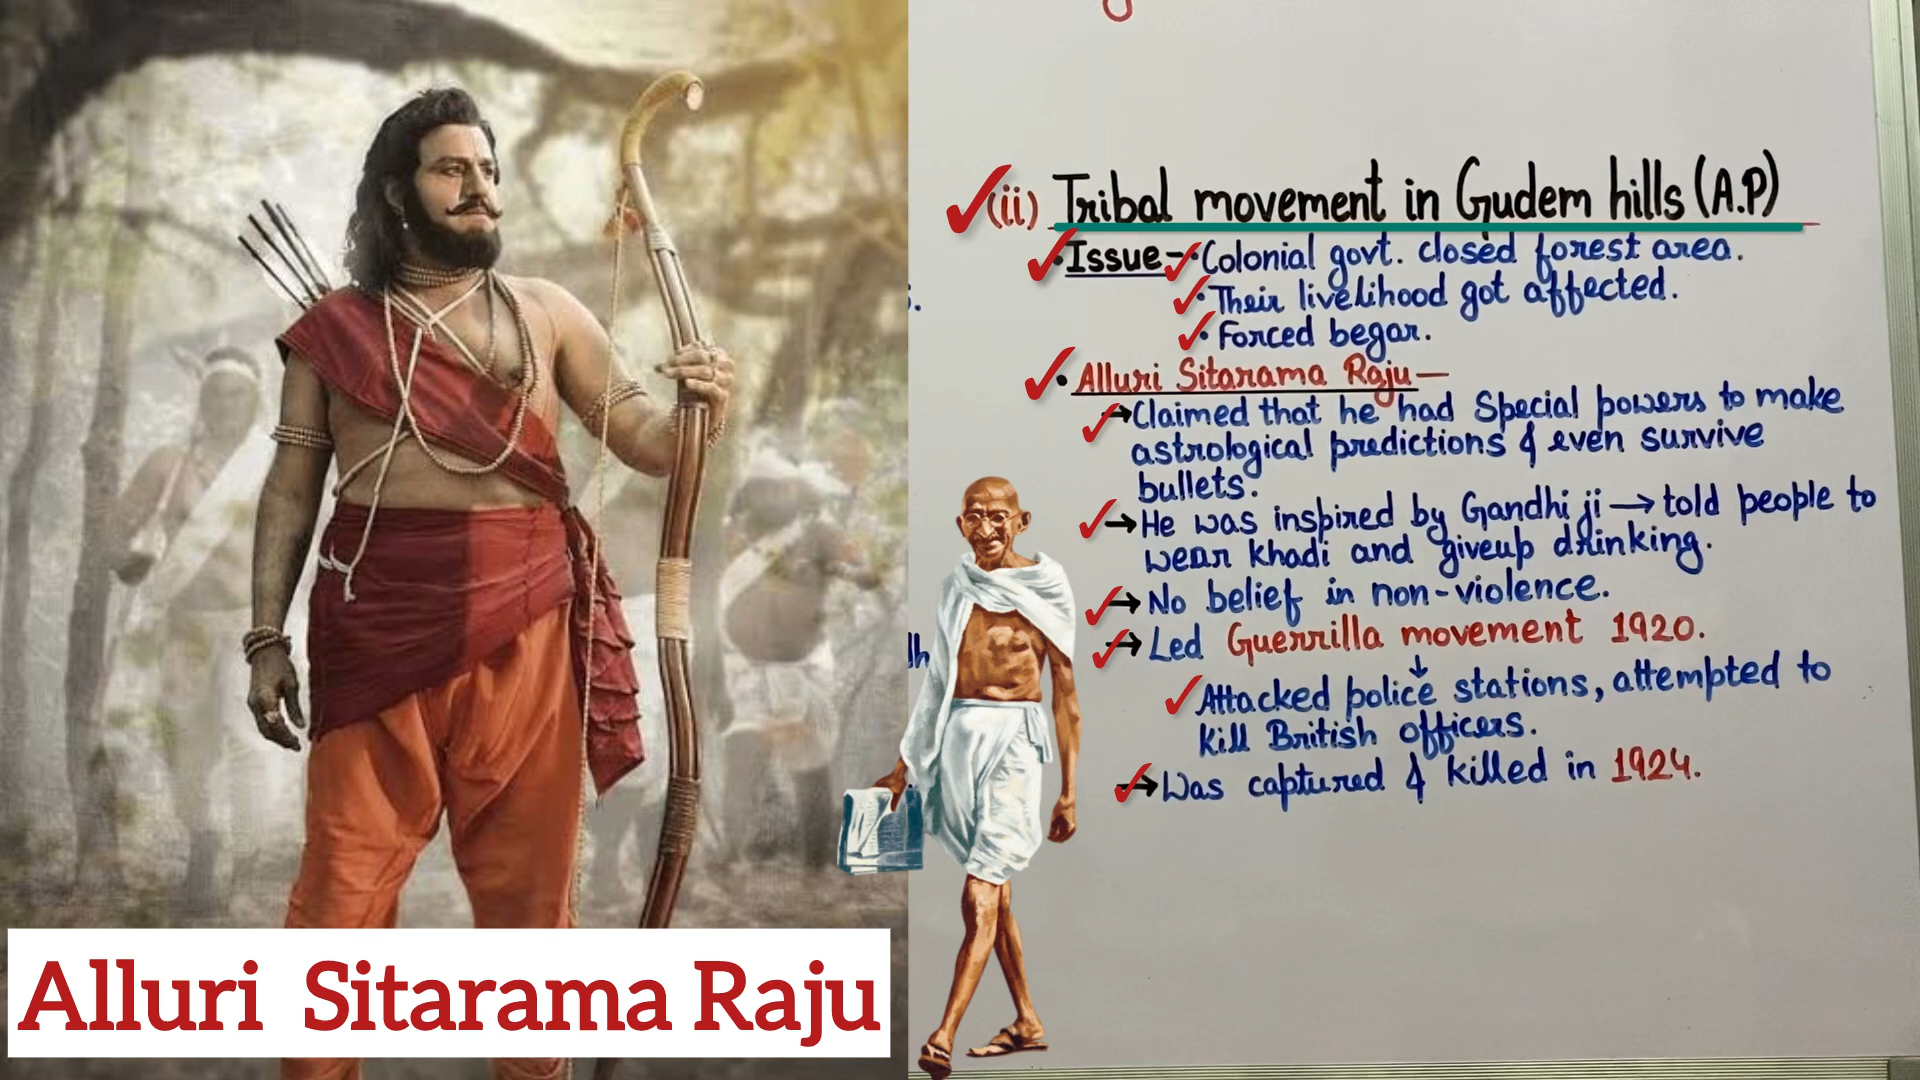 (ii) Tribal movement in Gudem hills (A.P)
• Issue - • Colonial govt. closed forest area.
• Their livelihood got affected.
• Forced begar.
• Alluri Sitarama Raju —
→ Claimed that he had Special powers to make
astrological predictions & even survive
bullets.
→ He was inspired by Gandhi ji → told people to
wear khadi and giveup drinking.
→ No belief in non-violence.
→ Led Guerrilla movement 1920.
↓
Attacked police stations, attempted to
kill British officers.
→ Was captured & killed in 1924.
Alluri Sitarama Raju